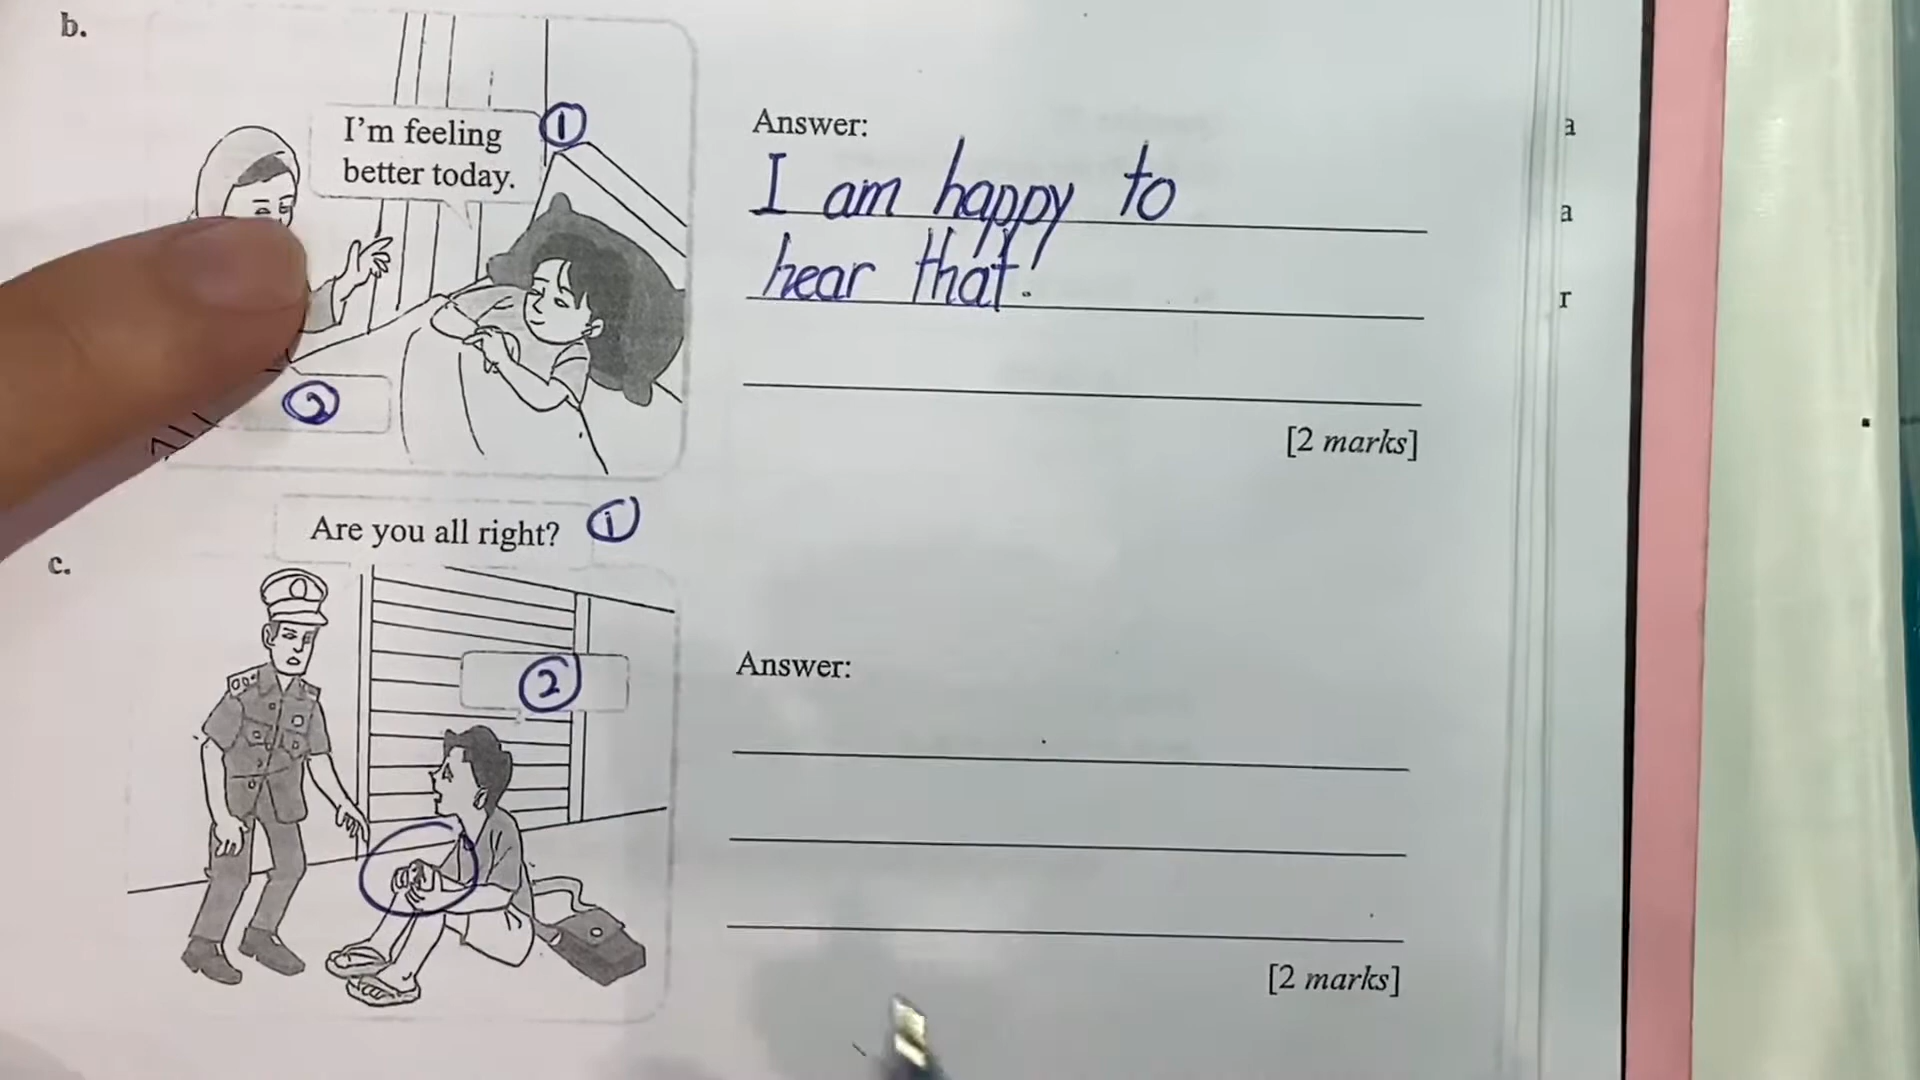 b.
I'm feeling
better today.
1
2
Answer:
I am happy to
hear that!
[2 marks]
Are you all right?
1
c.
2
Answer:
[2 marks]
a
a
r